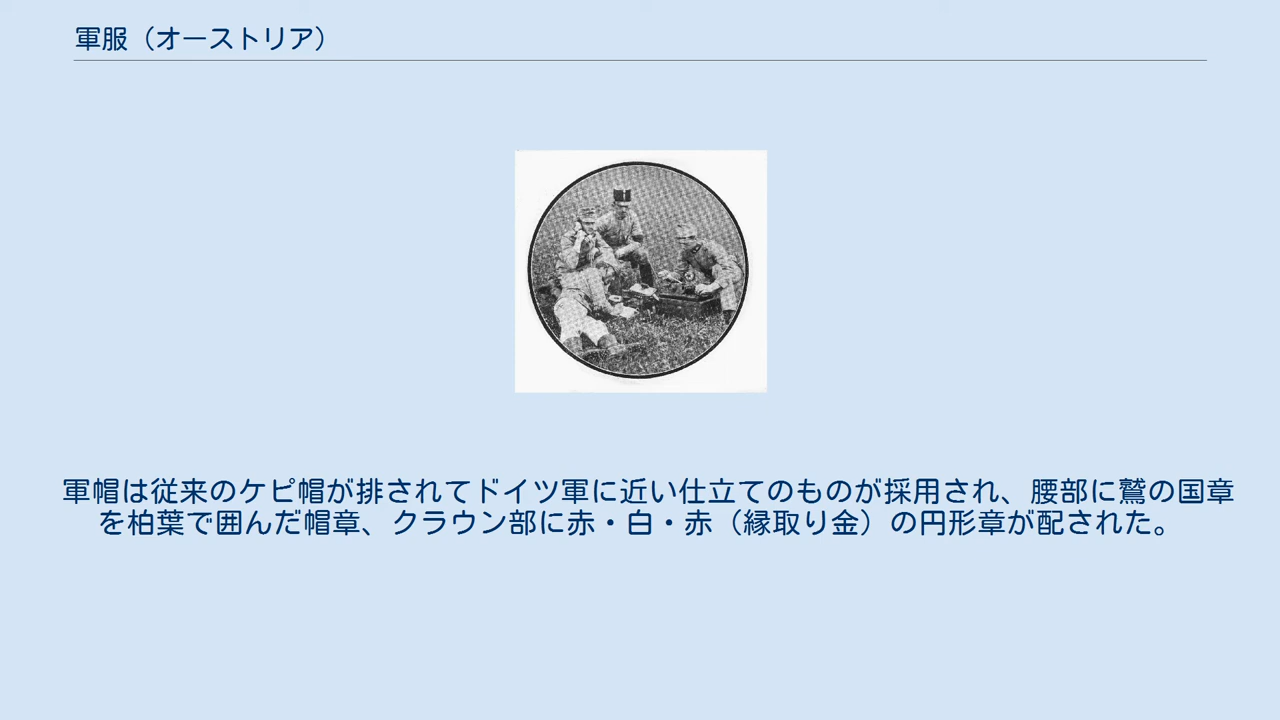 軍服（オーストリア）
軍帽は従来のケピ帽が排されてドイツ軍に近い仕立てのものが採用され、腰部に鷲の国章
を柏葉で囲んだ帽章、クラウン部に赤・白・赤（縁取り金）の円形章が配された。